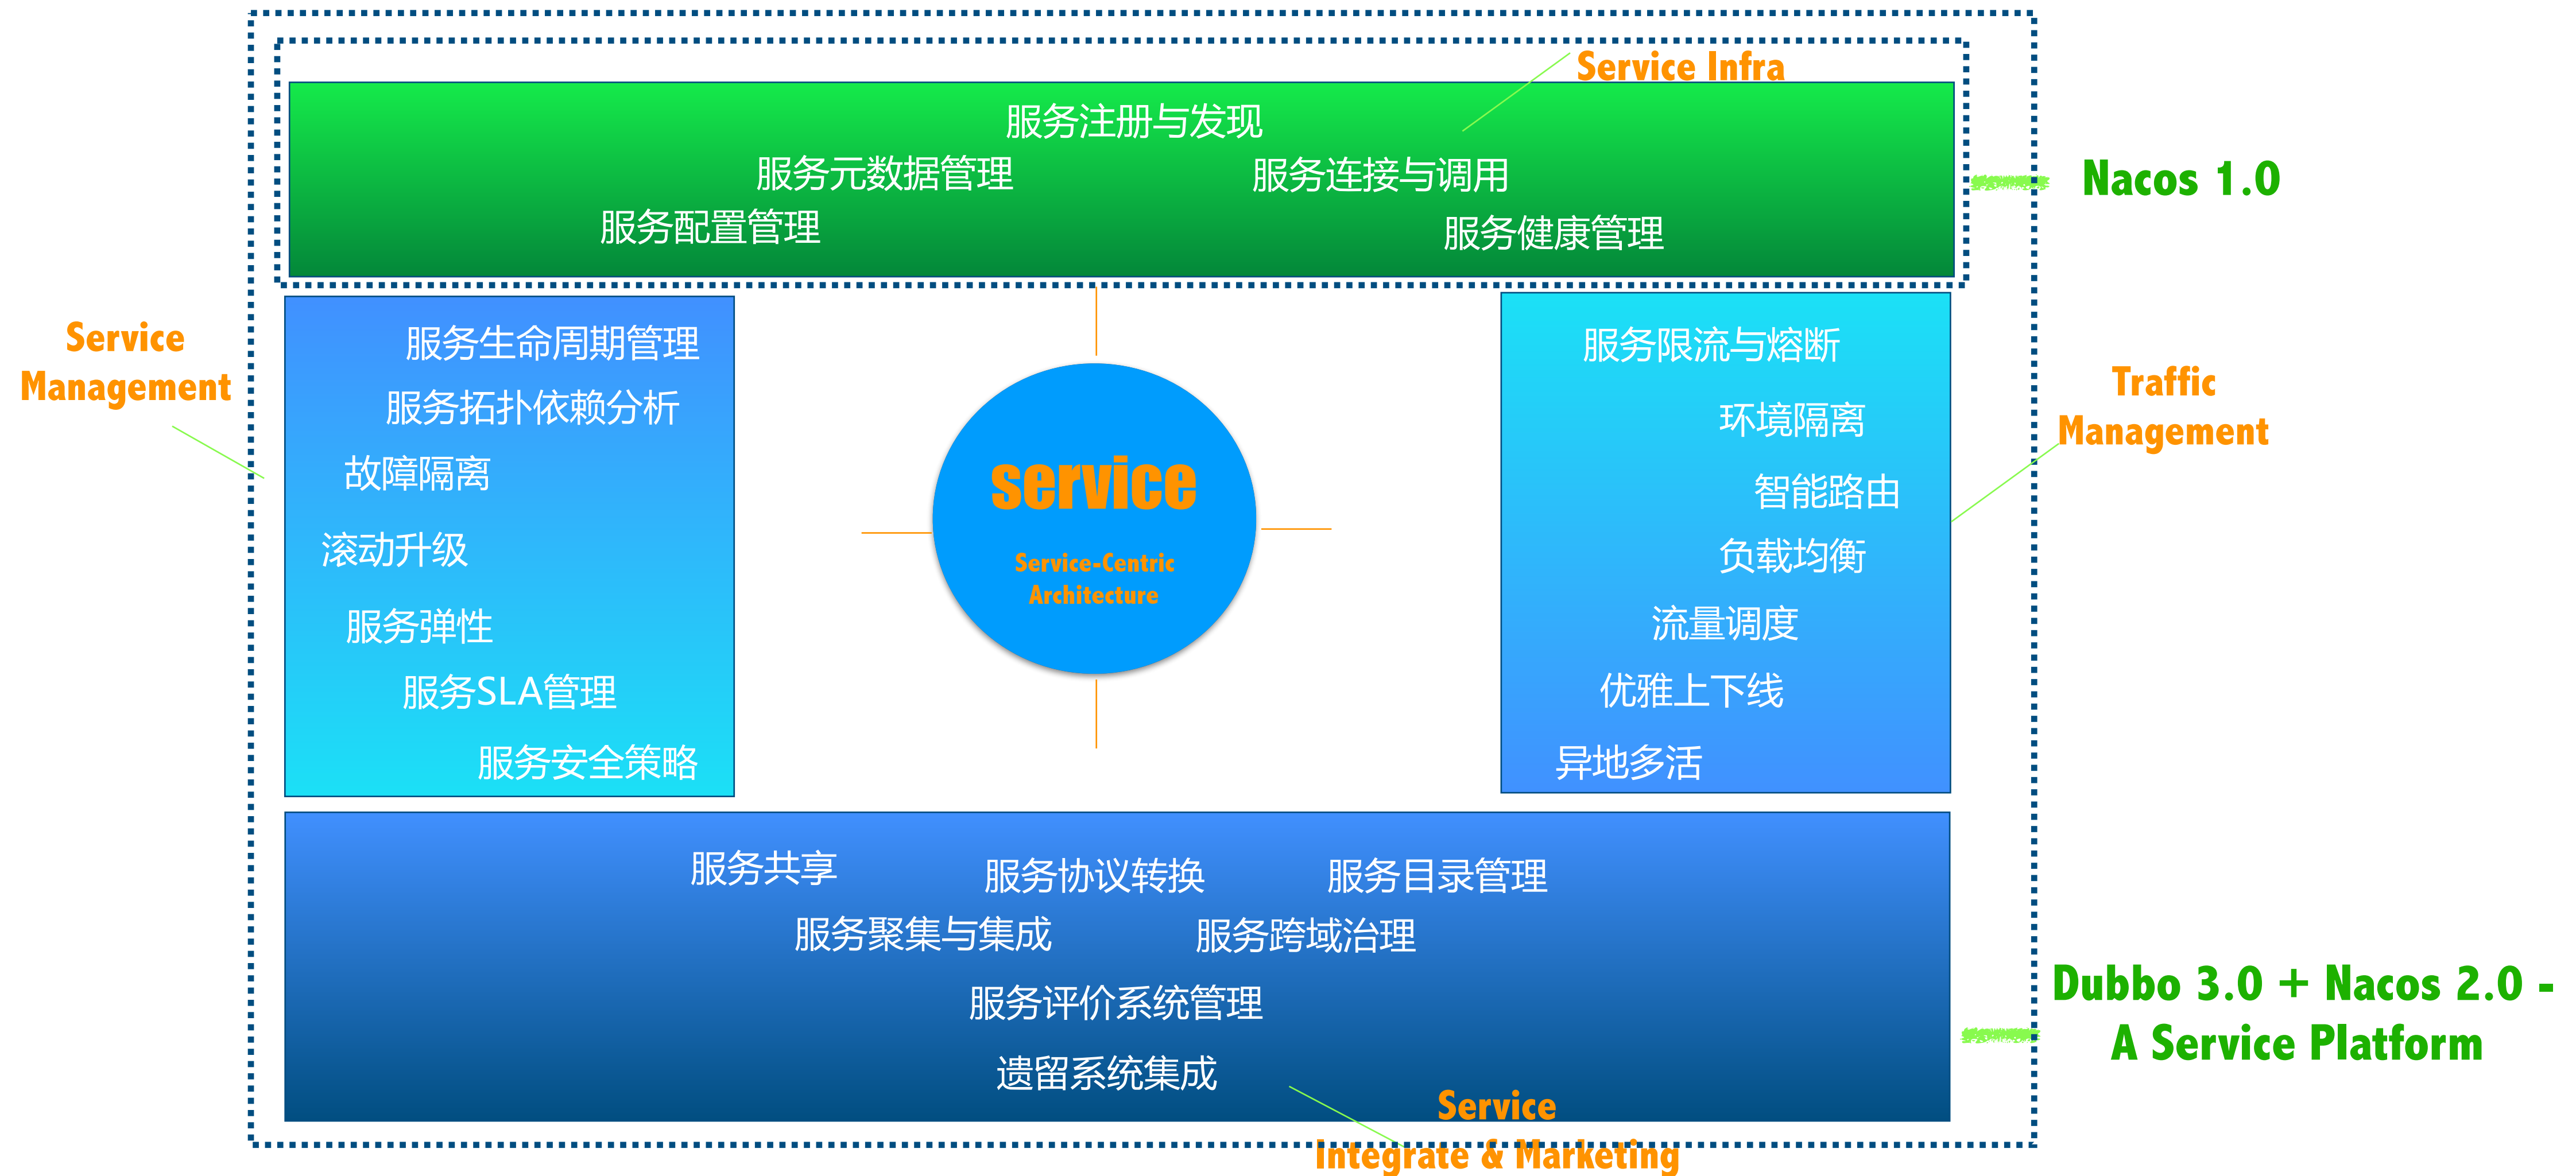 Service Infra
服务注册与发现
服务元数据管理
服务连接与调用
服务配置管理
服务健康管理
Nacos 1.0
Service
Management
服务生命周期管理
服务拓扑依赖分析
故障隔离
滚动升级
服务弹性
服务SLA管理
服务安全策略
service
Service-Centric
Architecture
服务限流与熔断
环境隔离
智能路由
负载均衡
流量调度
优雅上下线
异地多活
Traffic
Management
服务共享
服务协议转换
服务目录管理
服务聚集与集成
服务跨域治理
服务评价系统管理
遗留系统集成
Service
Integrate & Marketing
Dubbo 3.0 + Nacos 2.0 -
A Service Platform